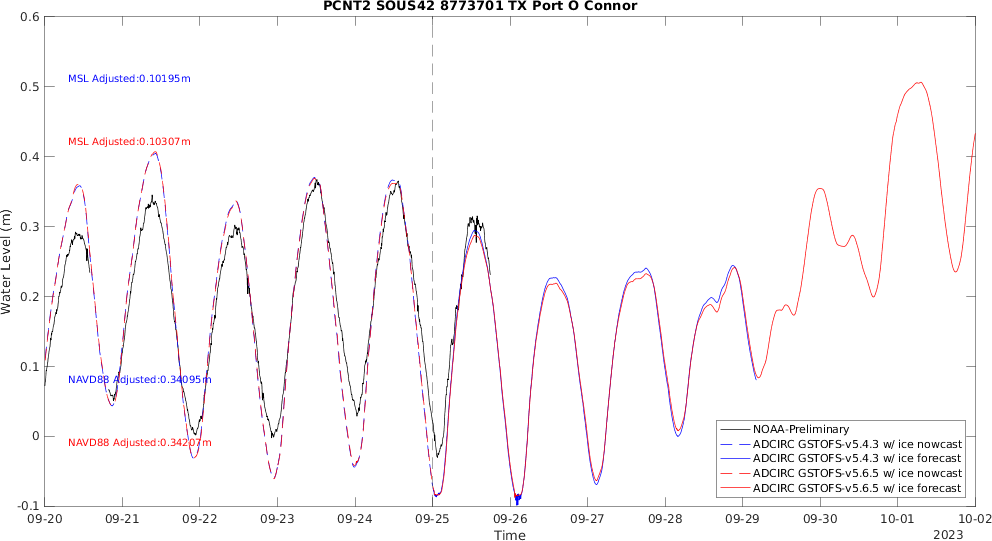 PCNT2 SOUS42 8773701 TX Port O Connor
0.6
0.5
0.4
0.3
0.2
0.1
0
-0.1
Water Level (m)
MSL Adjusted:0.10195m
MSL Adjusted:0.10307m
NAVD88 Adjusted:0.34095m
NAVD88 Adjusted:0.34207m
NOAA-Preliminary
ADCIRC GSTOFS-v5.4.3 w/ ice nowcast
ADCIRC GSTOFS-v5.4.3 w/ ice forecast
ADCIRC GSTOFS-v5.6.5 w/ ice nowcast
ADCIRC GSTOFS-v5.6.5 w/ ice forecast
09-20 09-21 09-22 09-23 09-24 09-25 09-26 09-27 09-28 09-29 09-30 10-01 10-02
Time
2023